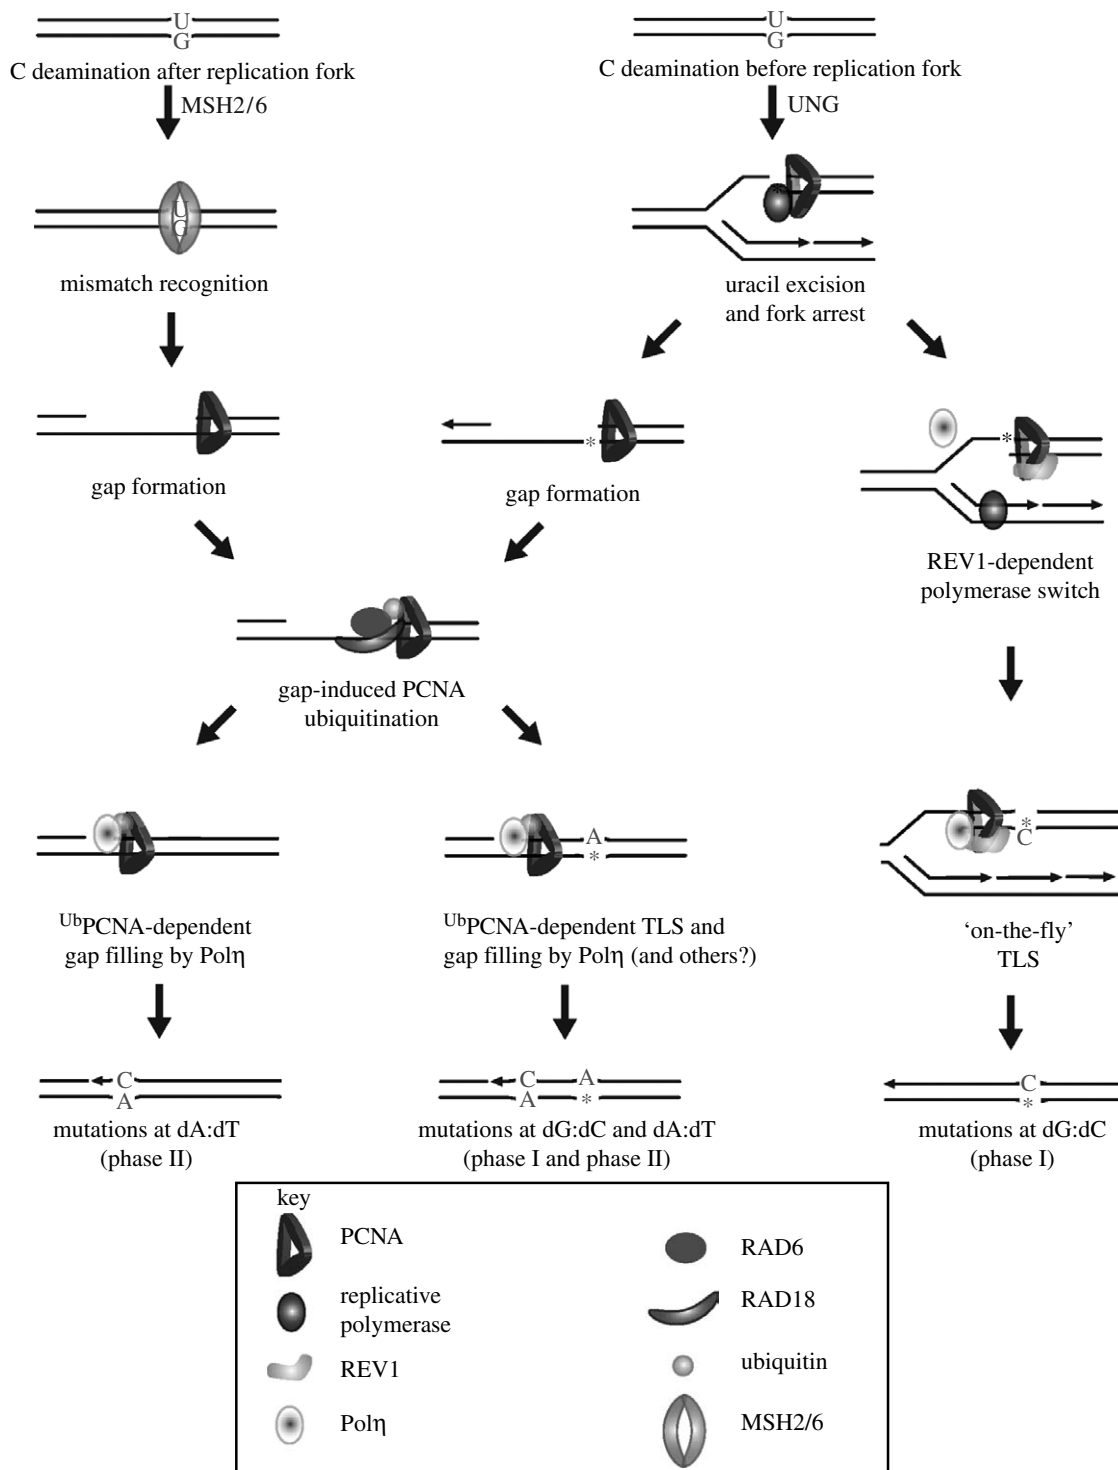 U
G
C deamination after replication fork
MSH2/6
U
G
mismatch recognition
gap formation
U
G
C deamination before replication fork
UNG
*
uracil excision
and fork arrest
*
gap formation
*
REV1-dependent
polymerase switch
gap-induced PCNA
ubiquitination
UbPCNA-dependent
gap filling by Polη
A
*
UbPCNA-dependent TLS and
gap filling by Polη (and others?)
*
C
‘on-the-fly’
TLS
C
A
mutations at dA:dT
(phase II)
C A
A *
mutations at dG:dC and dA:dT
(phase I and phase II)
C
*
mutations at dG:dC
(phase I)
key
PCNA
replicative
polymerase
REV1
Polη
RAD6
RAD18
ubiquitin
MSH2/6